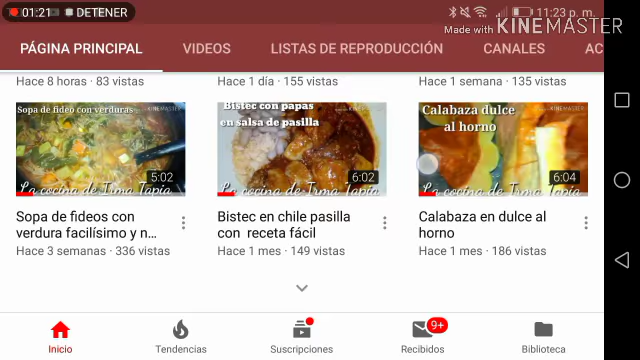 01:21 DETENER
11:23 p. m.
Made with KINEMASTER
PÁGINA PRINCIPAL VIDEOS LISTAS DE REPRODUCCIÓN CANALES AC
Hace 8 horas · 83 vistas
Hace 1 día · 155 vistas
Hace 1 semana · 135 vistas
Sopa de fideo con verduras
KINEMASTER
La cocina de Irma Tapia
5:02
Bistec con papas
en salsa de pasilla
La cocina de Irma Tapia
6:02
Calabaza dulce
al horno
KINEMASTER
La cocina de Irma Tapia
6:04
Sopa de fideos con
verdura facilísimo y n...
Hace 3 semanas · 336 vistas
Bistec en chile pasilla
con receta fácil
Hace 1 mes · 149 vistas
Calabaza en dulce al
horno
Hace 1 mes · 186 vistas
9+
Inicio Tendencias Suscripciones Recibidos Biblioteca